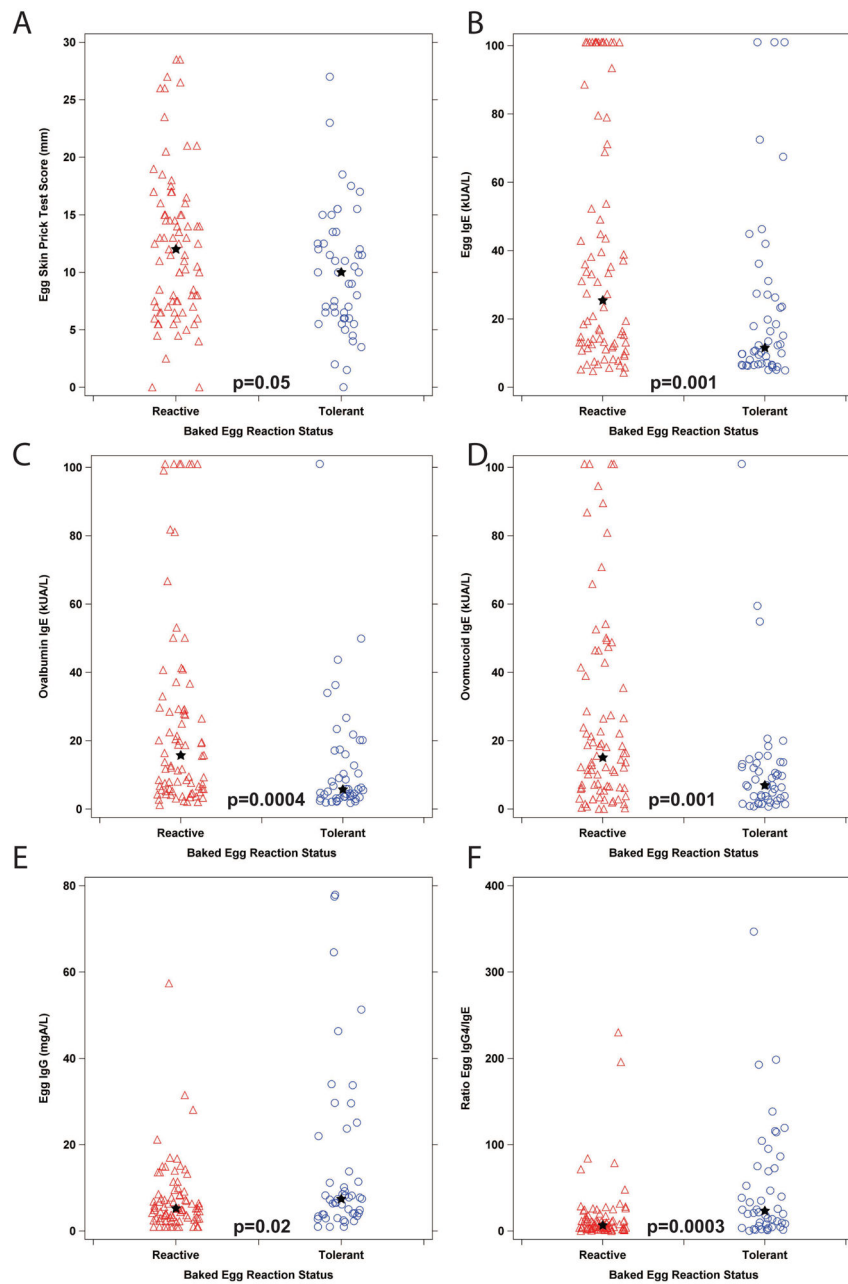 A
B
30
25
20
15
10
5
0
Egg Skin Prick Test Score (mm)
p=0.05
Reactive
Tolerant
Baked Egg Reaction Status
100
80
60
40
20
0
Egg IgE (kUA/L)
p=0.001
Reactive
Tolerant
Baked Egg Reaction Status
C
D
100
80
60
40
20
0
Ovalbumin IgE (kUA/L)
p=0.0004
Reactive
Tolerant
Baked Egg Reaction Status
100
80
60
40
20
0
Ovomucoid IgE (kUA/L)
p=0.001
Reactive
Tolerant
Baked Egg Reaction Status
E
F
80
60
40
20
0
Egg IgG (mgA/L)
p=0.02
Reactive
Tolerant
Baked Egg Reaction Status
400
300
200
100
0
Ratio Egg IgG4/IgE
p=0.0003
Reactive
Tolerant
Baked Egg Reaction Status